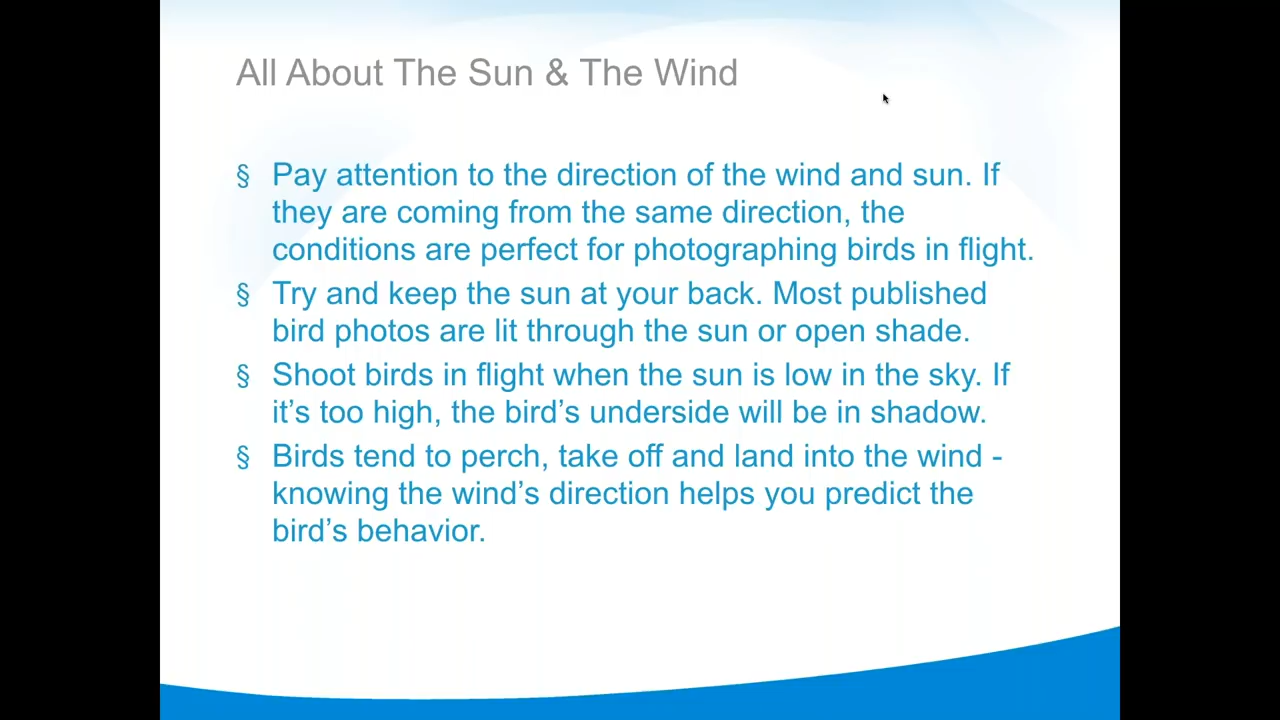 All About The Sun & The Wind
§ Pay attention to the direction of the wind and sun. If
they are coming from the same direction, the
conditions are perfect for photographing birds in flight.
§ Try and keep the sun at your back. Most published
bird photos are lit through the sun or open shade.
§ Shoot birds in flight when the sun is low in the sky. If
it’s too high, the bird’s underside will be in shadow.
§ Birds tend to perch, take off and land into the wind -
knowing the wind’s direction helps you predict the
bird’s behavior.